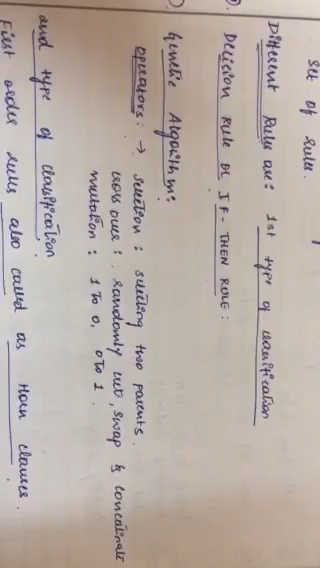 set of rules.
Different Rules are: 1st type of classification
Decision Rule or IF-THEN RULE:
Genetic Algorithm:
operators: → selection: selecting two parents.
cross over: randomly cut, swap & concatinate
mutation: 1 to 0, 0 to 1.
2nd type of classification
First order rules also called as Horn clauses.